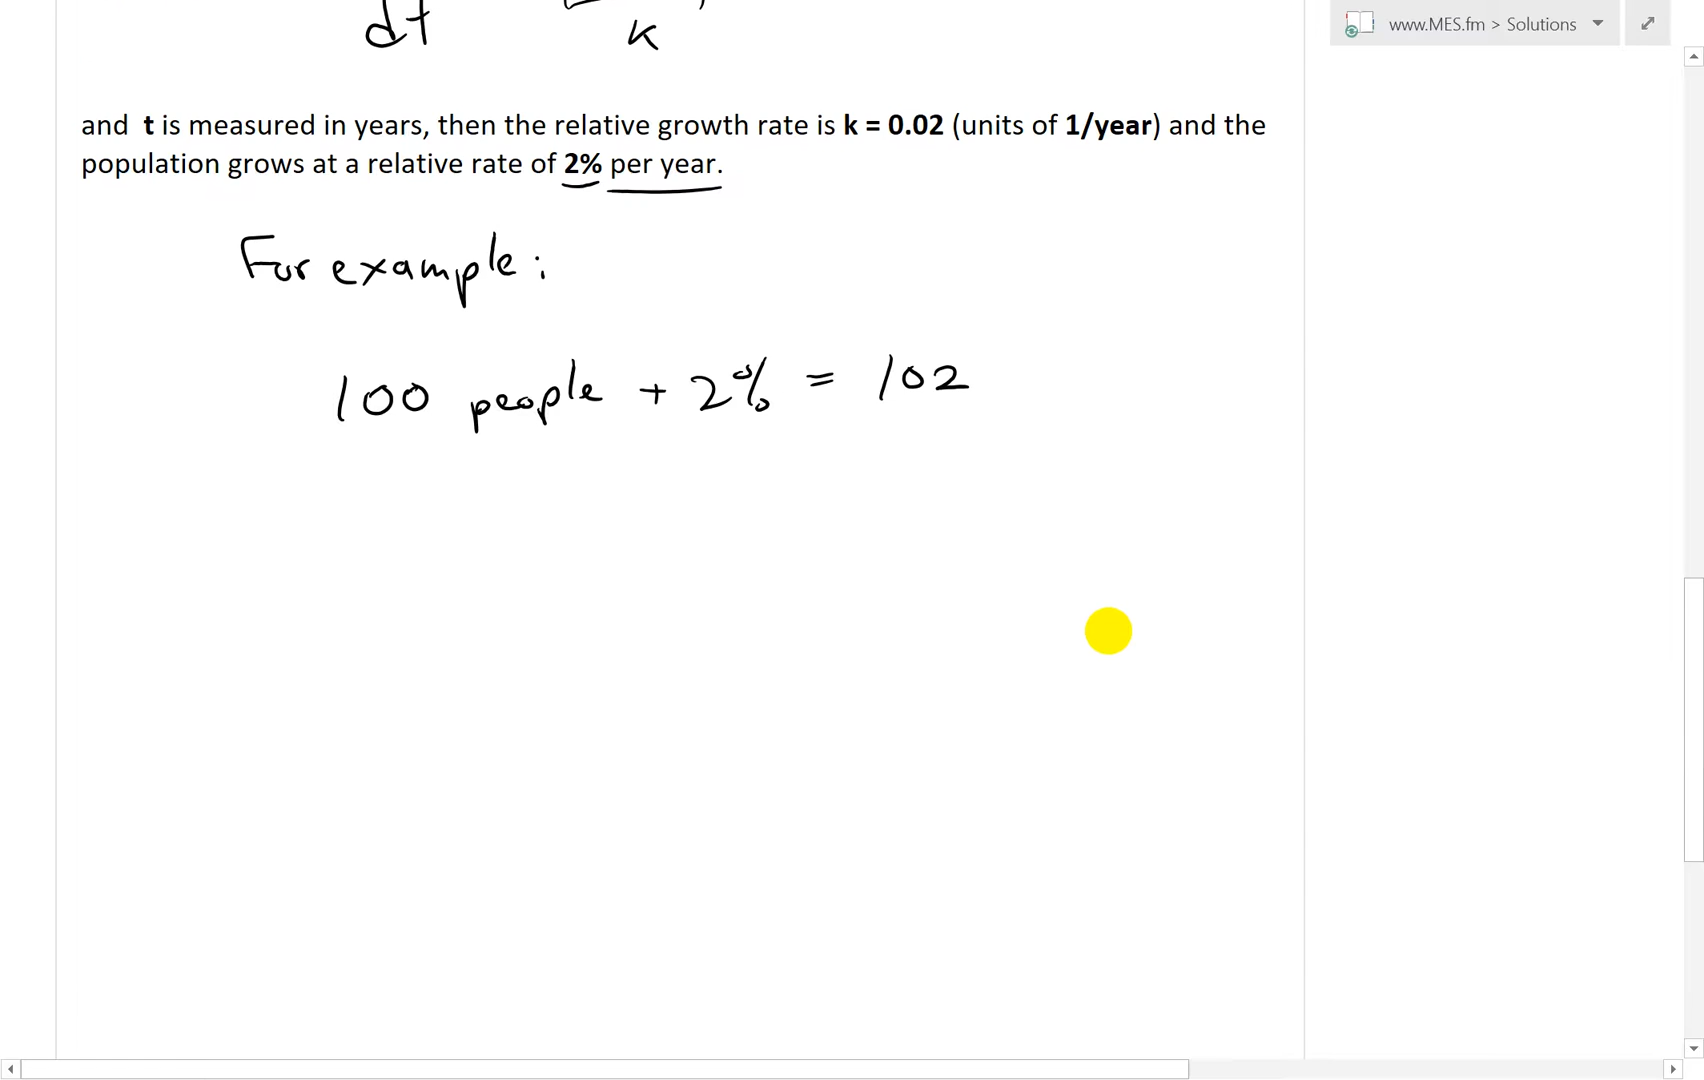 www.MES.fm > Solutions
dt
k
and t is measured in years, then the relative growth rate is k = 0.02 (units of 1/year) and the
population grows at a relative rate of 2% per year.
For example:
100 people + 2% = 102